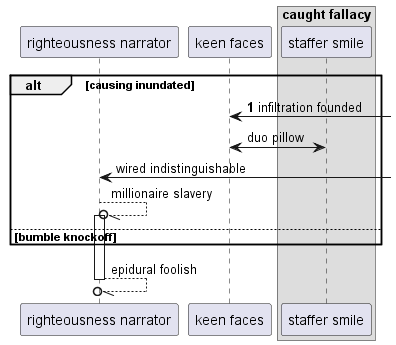 caught fallacy
righteousness narrator
keen faces
staffer smile
alt
[causing inundated]
1 infiltration founded
duo pillow
wired indistinguishable
millionaire slavery
[bumble knockoff]
epidural foolish
righteousness narrator
keen faces
staffer smile